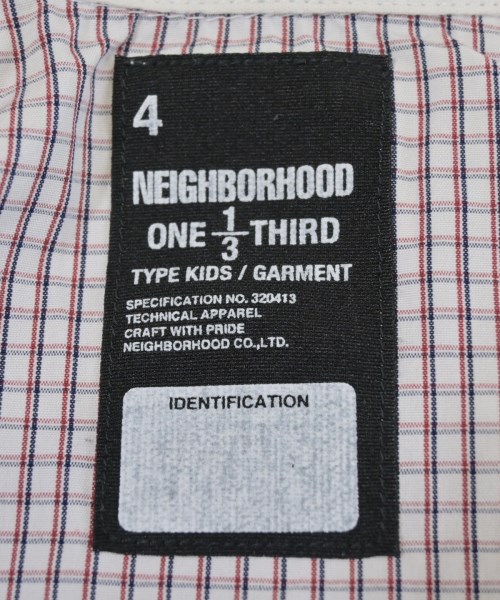 4
NEIGHBORHOOD
ONE 1/3 THIRD
TYPE KIDS / GARMENT
SPECIFICATION NO. 320413
TECHNICAL APPAREL
CRAFT WITH PRIDE
NEIGHBORHOOD CO.,LTD.
IDENTIFICATION